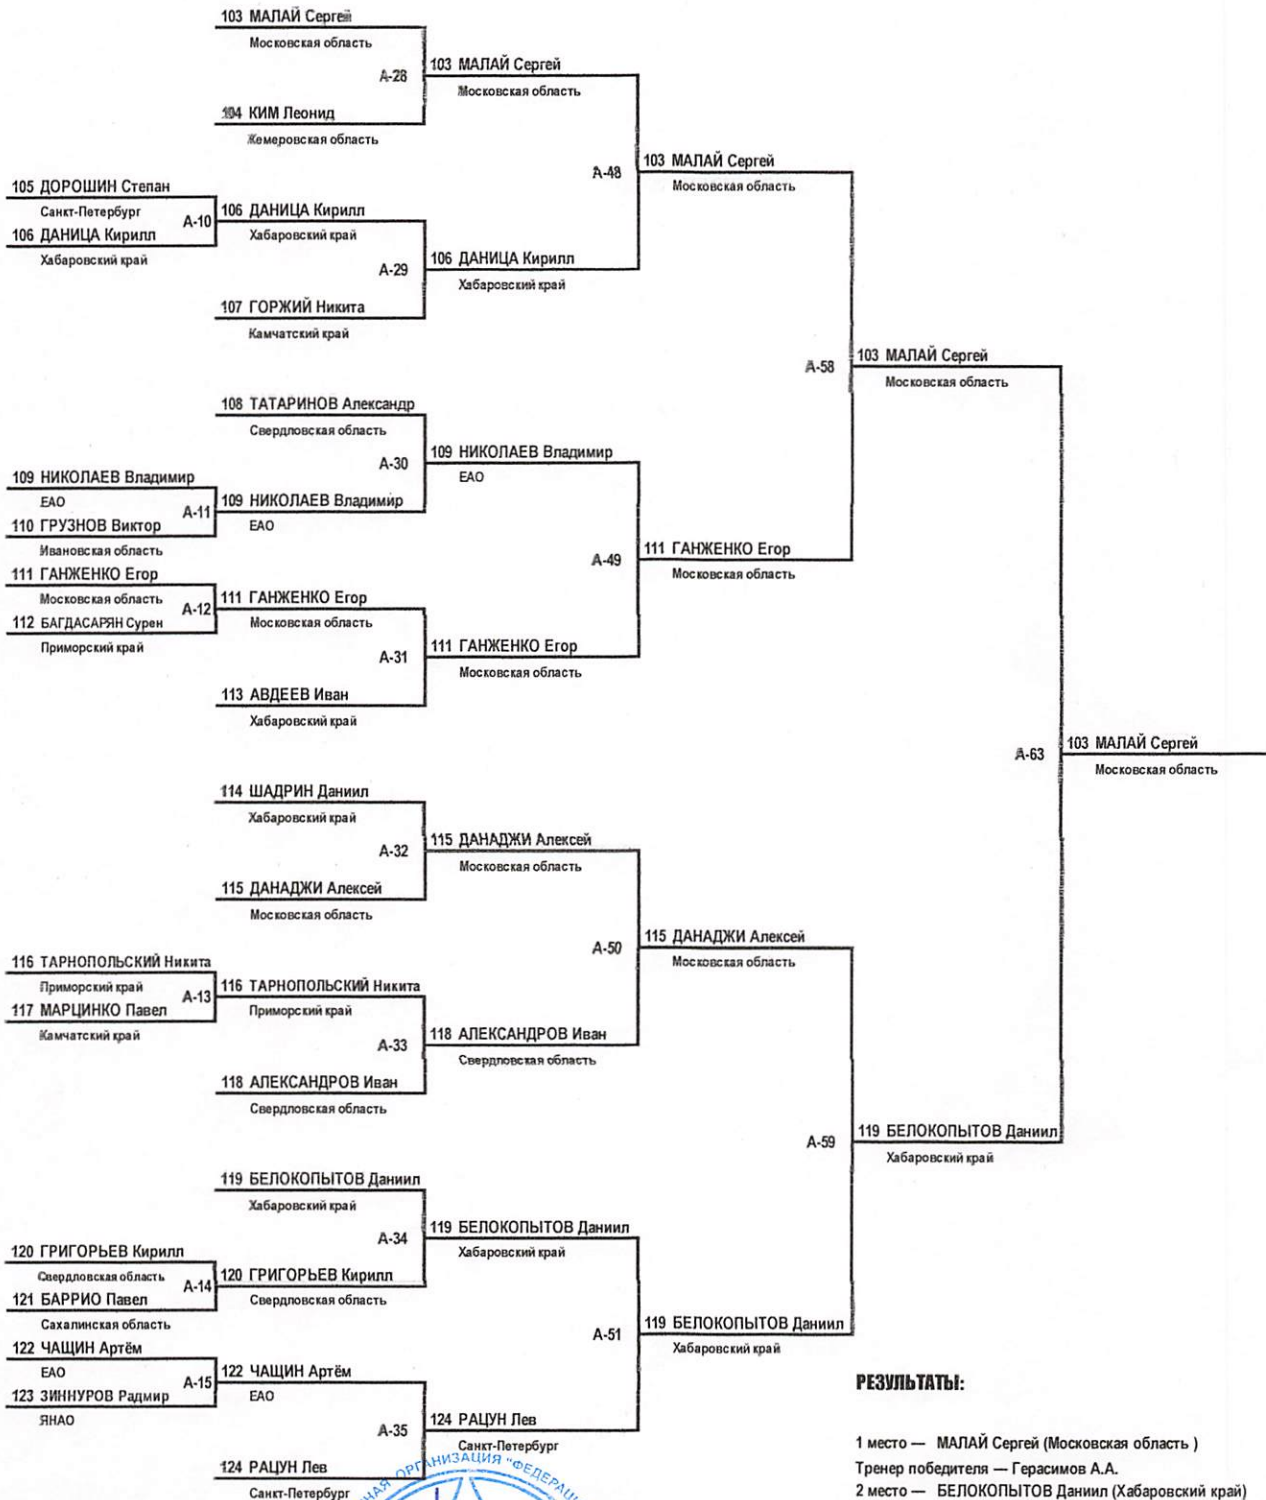 103 МАЛАЙ Сергей
Московская область
А-28
104 КИМ Леонид
Кемеровская область
103 МАЛАЙ Сергей
Московская область
А-48
105 ДОРОШИН Степан
Санкт-Петербург
А-10
106 ДАНИЦА Кирилл
Хабаровский край
106 ДАНИЦА Кирилл
Хабаровский край
А-29
107 ГОРЖИЙ Никита
Камчатский край
106 ДАНИЦА Кирилл
Хабаровский край
103 МАЛАЙ Сергей
Московская область
А-58
103 МАЛАЙ Сергей
Московская область
108 ТАТАРИНОВ Александр
Свердловская область
А-30
109 НИКОЛАЕВ Владимир
ЕАО
А-11
110 ГРУЗНОВ Виктор
Ивановская область
109 НИКОЛАЕВ Владимир
ЕАО
109 НИКОЛАЕВ Владимир
ЕАО
А-49
111 ГАНЖЕНКО Егор
Московская область
111 ГАНЖЕНКО Егор
Московская область
А-12
112 БАГДАСАРЯН Сурен
Приморский край
111 ГАНЖЕНКО Егор
Московская область
А-31
113 АВДЕЕВ Иван
Хабаровский край
111 ГАНЖЕНКО Егор
Московская область
А-63
103 МАЛАЙ Сергей
Московская область
114 ШАДРИН Даниил
Хабаровский край
А-32
115 ДАНАДЖИ Алексей
Московская область
115 ДАНАДЖИ Алексей
Московская область
А-50
115 ДАНАДЖИ Алексей
Московская область
116 ТАРНОПОЛЬСКИЙ Никита
Приморский край
А-13
117 МАРЦИНКО Павел
Камчатский край
116 ТАРНОПОЛЬСКИЙ Никита
Приморский край
А-33
118 АЛЕКСАНДРОВ Иван
Свердловская область
118 АЛЕКСАНДРОВ Иван
Свердловская область
А-59
119 БЕЛОКОПЫТОВ Даниил
Хабаровский край
119 БЕЛОКОПЫТОВ Даниил
Хабаровский край
А-34
119 БЕЛОКОПЫТОВ Даниил
Хабаровский край
120 ГРИГОРЬЕВ Кирилл
Свердловская область
А-14
121 БАРРИО Павел
Сахалинская область
120 ГРИГОРЬЕВ Кирилл
Свердловская область
А-51
119 БЕЛОКОПЫТОВ Даниил
Хабаровский край
122 ЧАЩИН Артём
ЕАО
А-15
123 ЗИННУРОВ Радмир
ЯНАО
122 ЧАЩИН Артём
ЕАО
А-35
124 РАЦУН Лев
Санкт-Петербург
124 РАЦУН Лев
Санкт-Петербург
ОРГАНИЗАЦИЯ
РЕЗУЛЬТАТЫ:
1 место — МАЛАЙ Сергей (Московская область )
Тренер победителя — Герасимов А.А.
2 место — БЕЛОКОПЫТОВ Даниил (Хабаровский край)